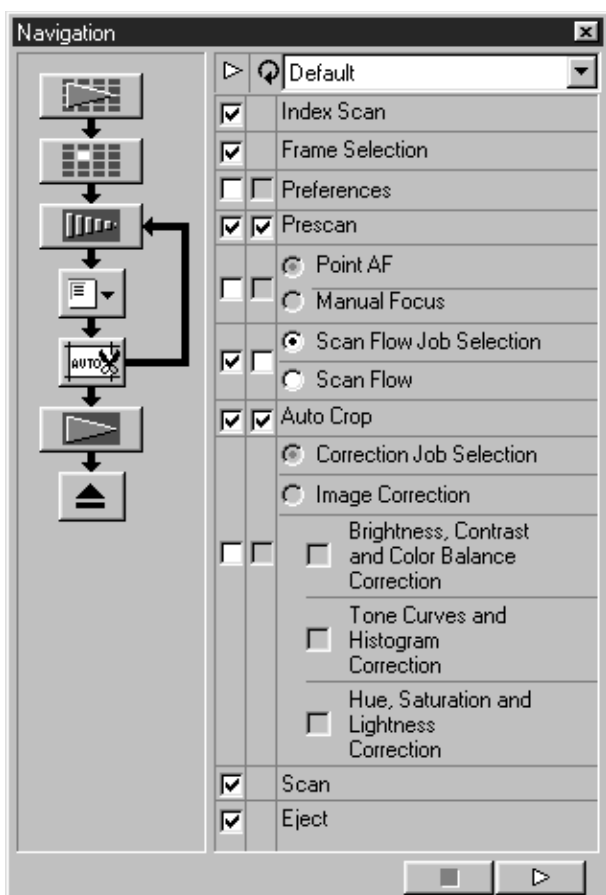 Navigation
Default
Index Scan
Frame Selection
Preferences
Prescan
Point AF
Manual Focus
AUTO
Scan Flow Job Selection
Scan Flow
Auto Crop
Correction Job Selection
Image Correction
Brightness, Contrast
and Color Balance
Correction
Tone Curves and
Histogram
Correction
Hue, Saturation and
Lightness
Correction
Scan
Eject